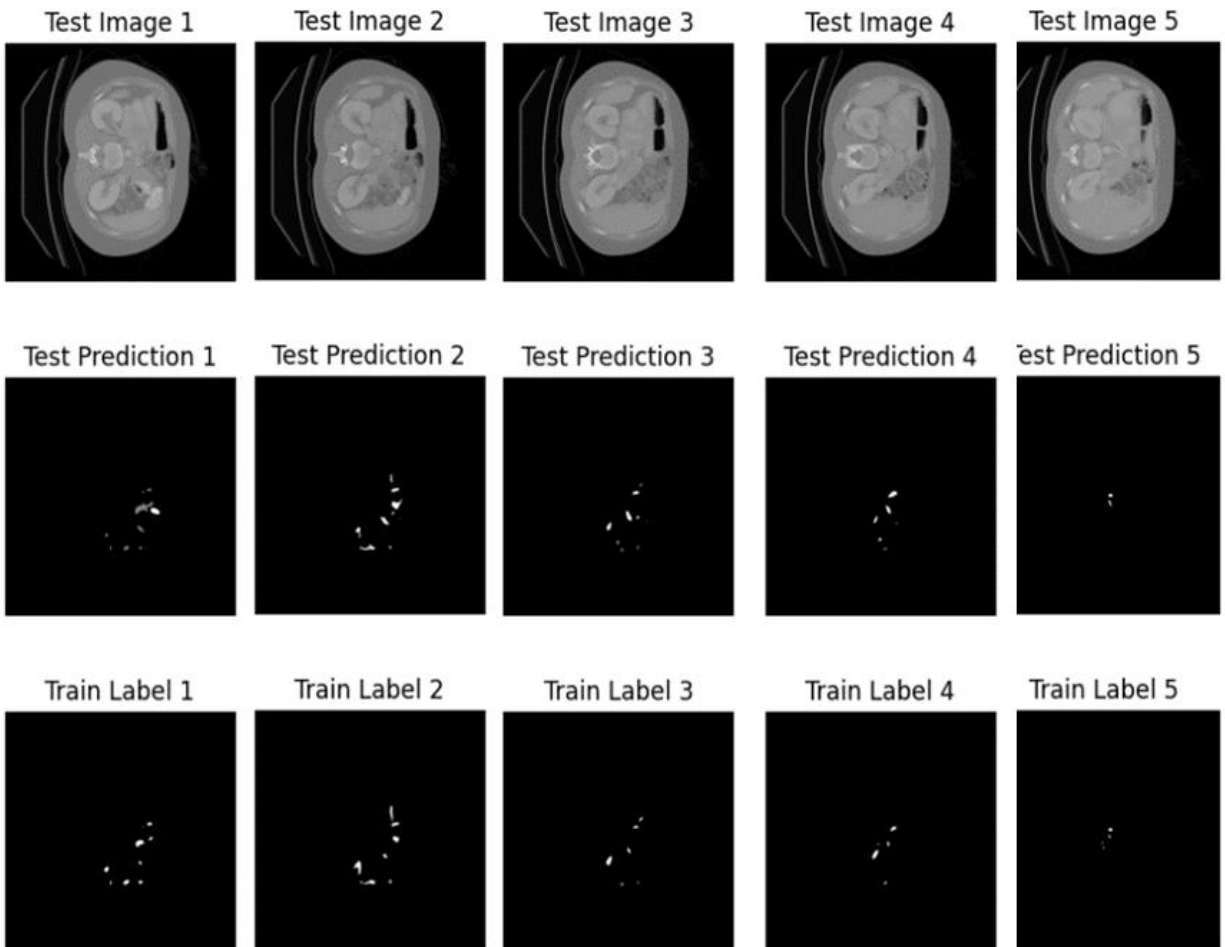 Test Image 1
Test Image 2
Test Image 3
Test Image 4
Test Image 5
Test Prediction 1
Test Prediction 2
Test Prediction 3
Test Prediction 4
Test Prediction 5
Train Label 1
Train Label 2
Train Label 3
Train Label 4
Train Label 5